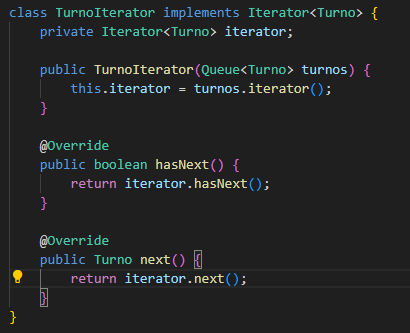 class TurnoIterator implements Iterator<Turno> {
    private Iterator<Turno> iterator;

    public TurnoIterator(Queue<Turno> turnos) {
        this.iterator = turnos.iterator();
    }

    @Override
    public boolean hasNext() {
        return iterator.hasNext();
    }

    @Override
    public Turno next() {
        return iterator.next();
    }
}